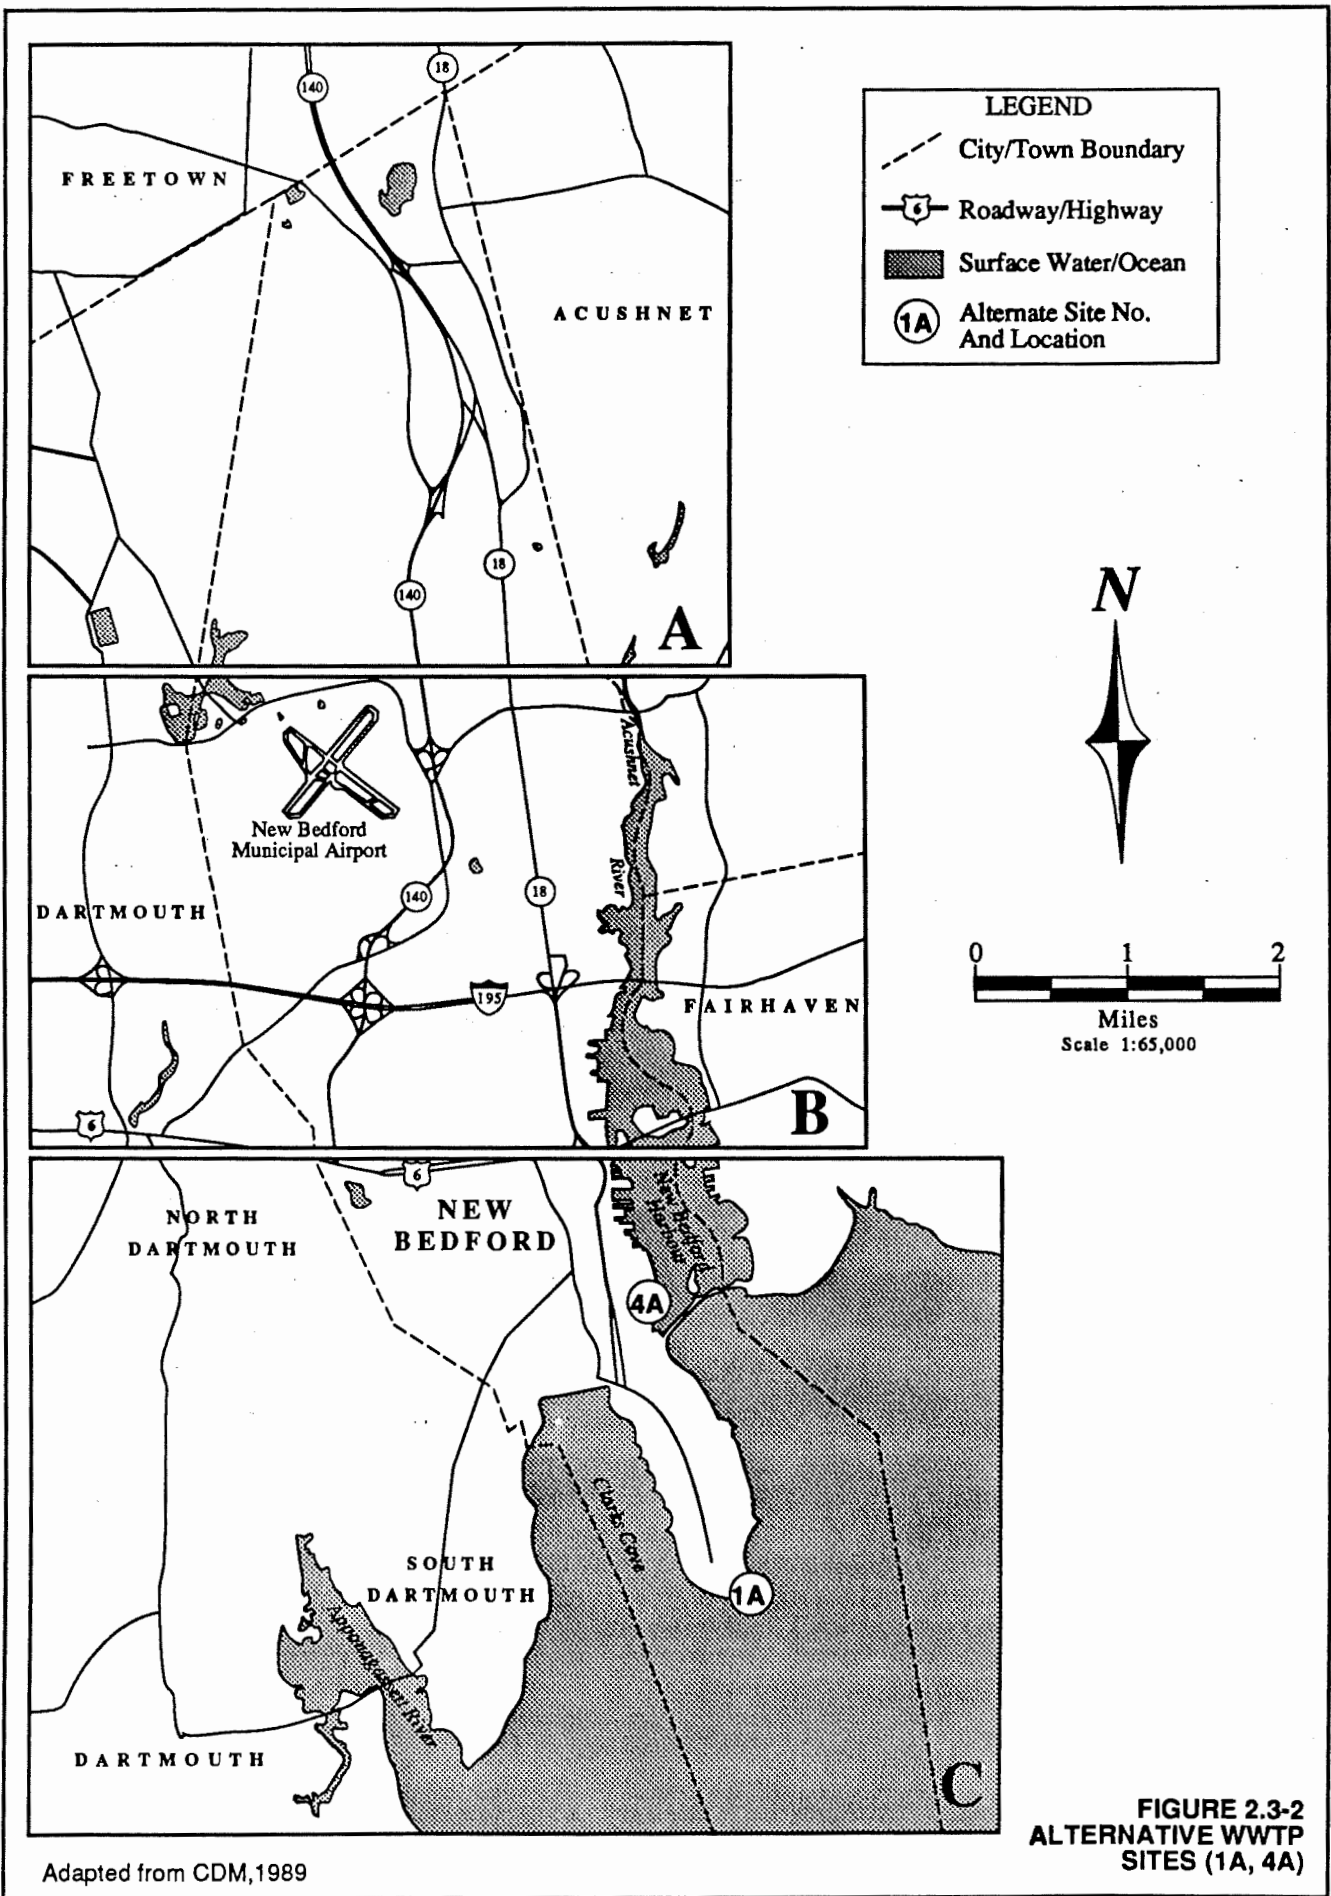 140
18
FREETOWN
ACUSHNET
18
140
A
LEGEND
City/Town Boundary
6 Roadway/Highway
Surface Water/Ocean
1A Alternate Site No.
And Location
N
0 1 2
Miles
Scale 1:65,000
Acushnet
River
New Bedford
Municipal Airport
140
18
DARTMOUTH
195
FAIRHAVEN
6
B
6
NORTH
DARTMOUTH
NEW
BEDFORD
New Bedford
Harbor
4A
Clarks Cove
SOUTH
DARTMOUTH
1A
Apponagansett River
DARTMOUTH
C
FIGURE 2.3-2
ALTERNATIVE WWTP
SITES (1A, 4A)
Adapted from CDM,1989